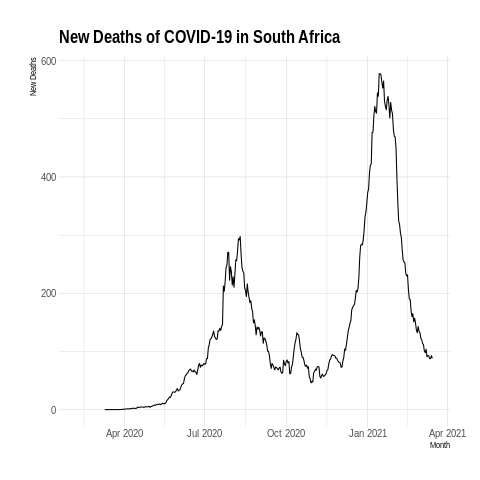 New Deaths of COVID-19 in South Africa
New Deaths
600
400
200
0
Apr 2020
Jul 2020
Oct 2020
Jan 2021
Apr 2021
Month